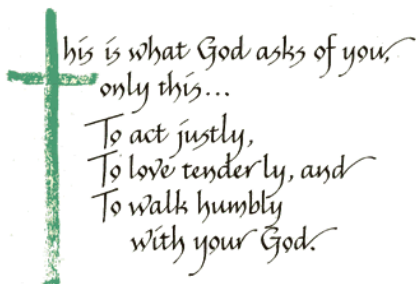 This is what God asks of you,
only this...
To act justly,
To love tenderly, and
To walk humbly
with your God.